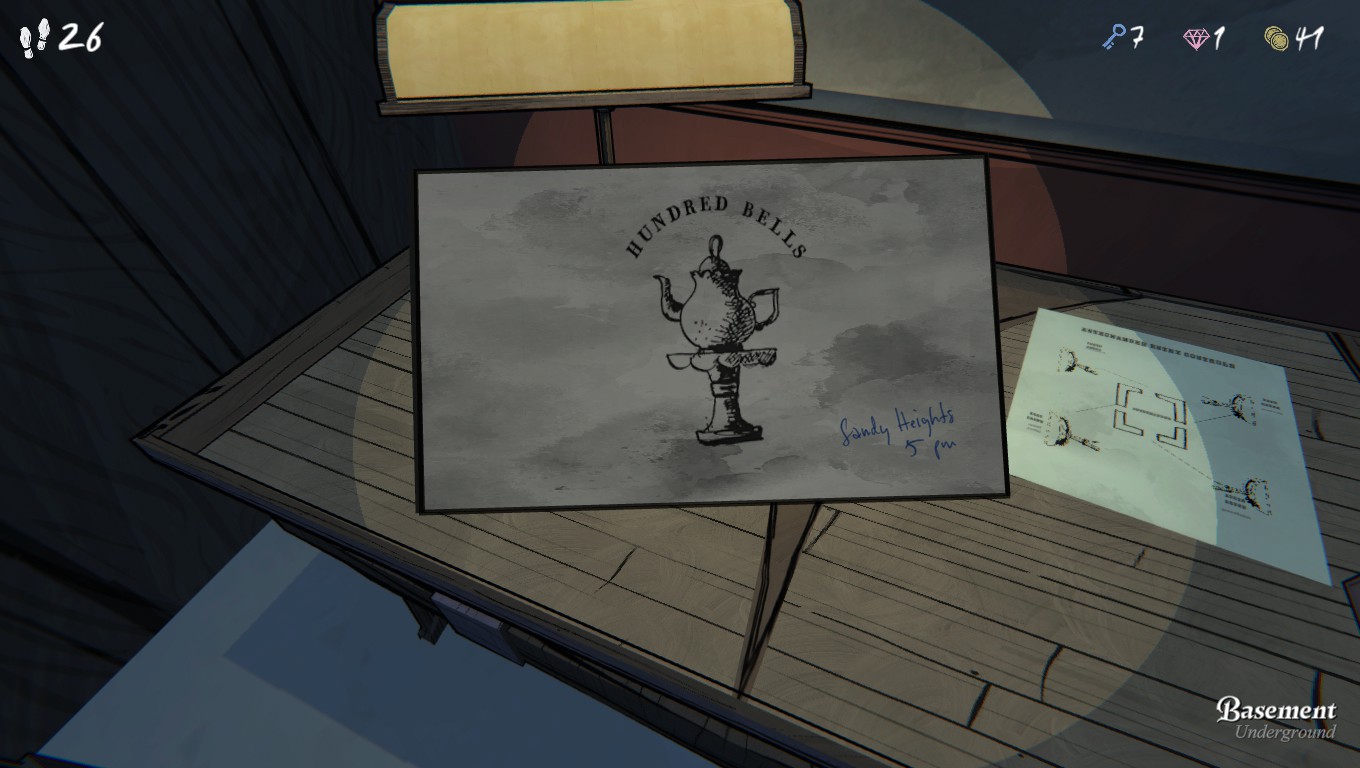 26
7
1
41
HUNDRED BELLS
Sandy Heights
5 pm
Basement
Underground